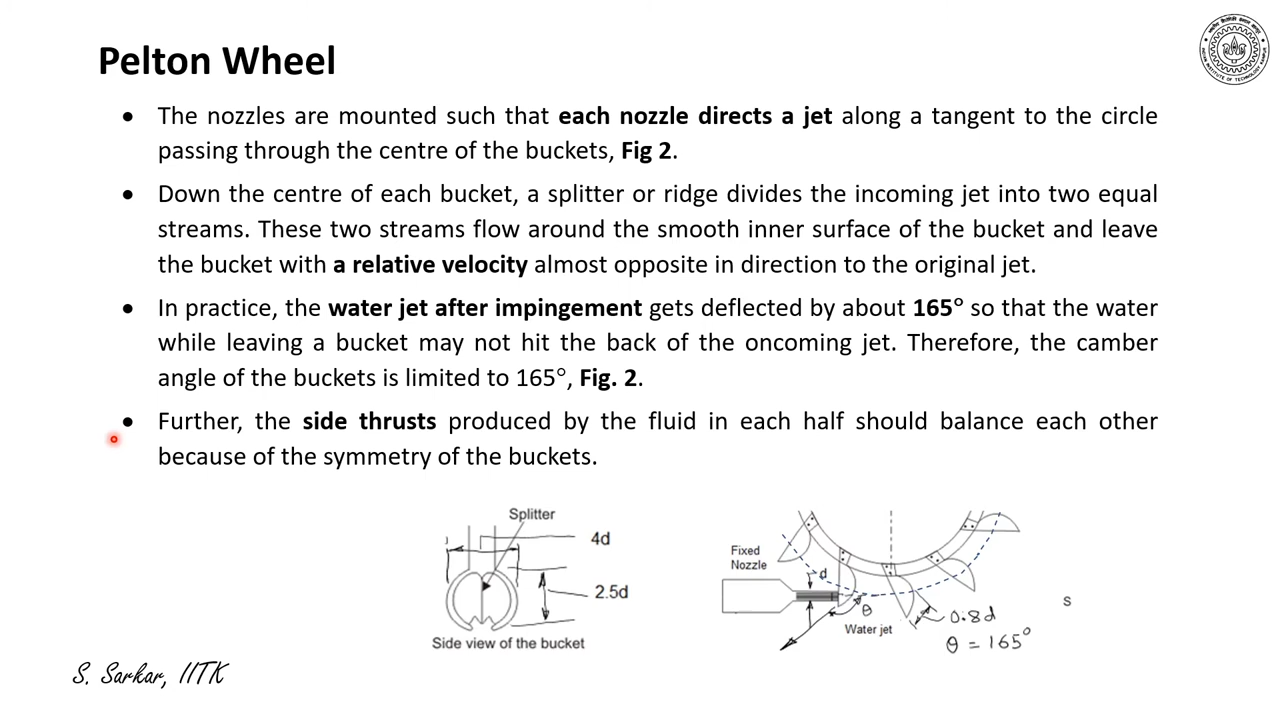 Pelton Wheel
• The nozzles are mounted such that each nozzle directs a jet along a tangent to the circle
passing through the centre of the buckets, Fig 2.
• Down the centre of each bucket, a splitter or ridge divides the incoming jet into two equal
streams. These two streams flow around the smooth inner surface of the bucket and leave
the bucket with a relative velocity almost opposite in direction to the original jet.
• In practice, the water jet after impingement gets deflected by about 165° so that the water
while leaving a bucket may not hit the back of the oncoming jet. Therefore, the camber
angle of the buckets is limited to 165°, Fig. 2.
• Further, the side thrusts produced by the fluid in each half should balance each other
because of the symmetry of the buckets.
Splitter
4d
2.5d
Side view of the bucket
Fixed
Nozzle
d
θ
Water jet
0.8d
θ = 165°
s
S. Sarkar, IITK